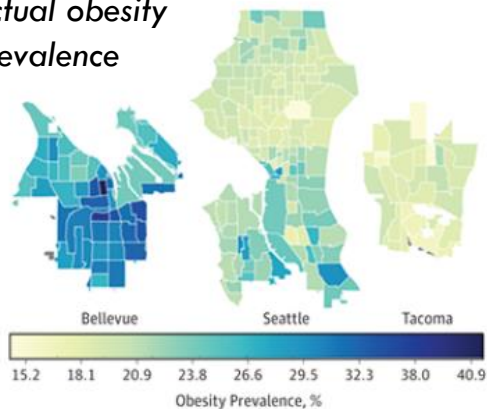 ctual obesity
evalence
Bellevue Seattle Tacoma
15.2 18.1 20.9 23.8 26.6 29.5 32.3 38.0 40.9
Obesity Prevalence, %